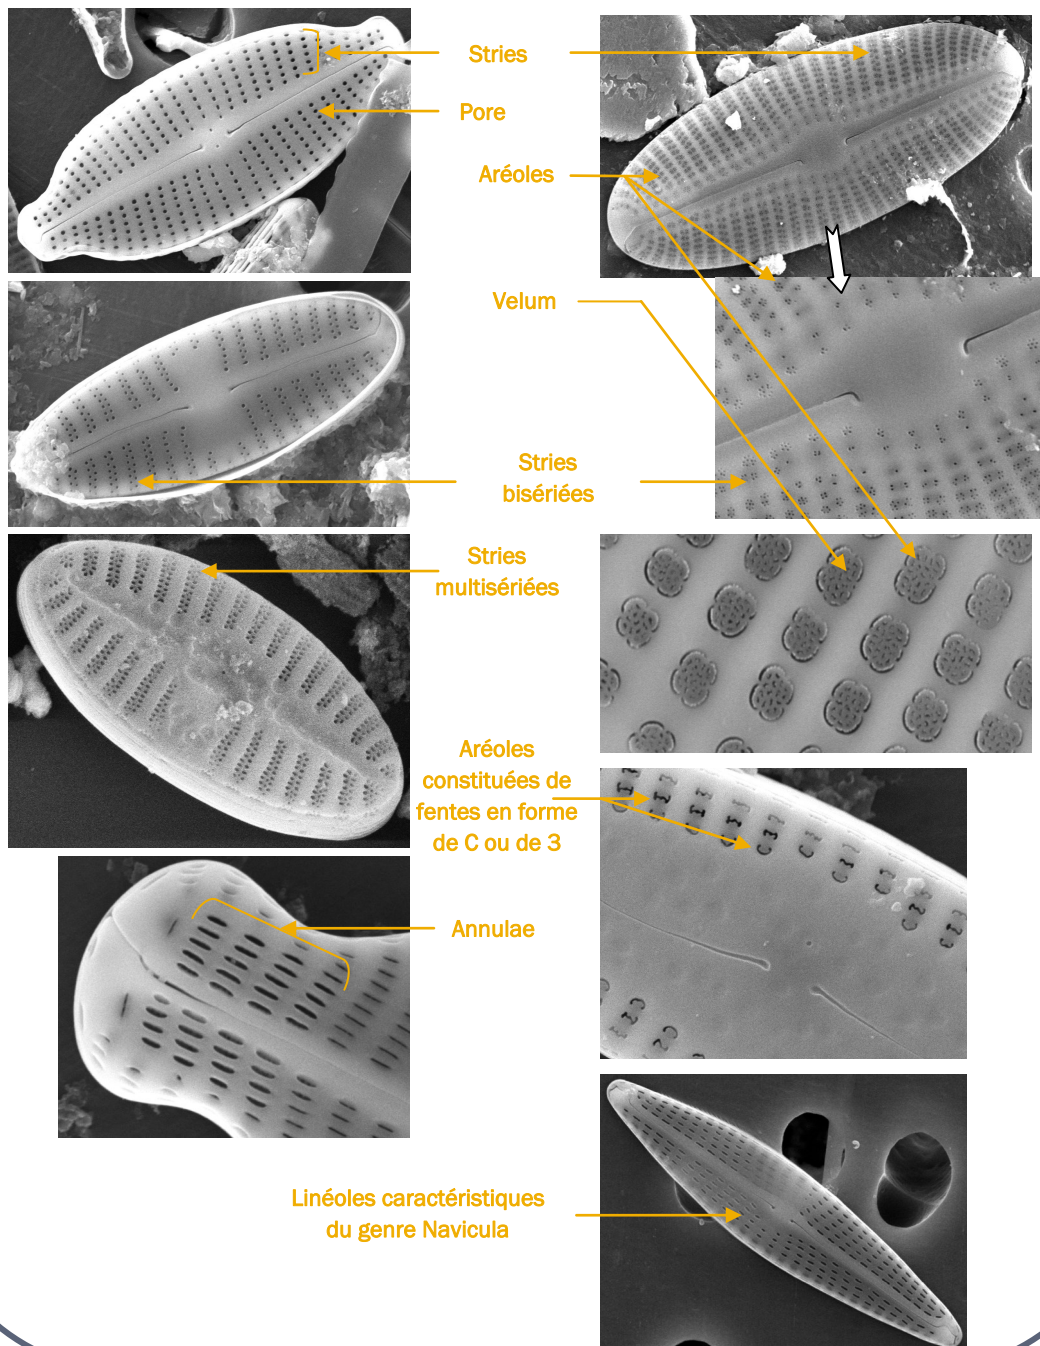 Stries
Pore
Aréoles
Velum
Stries
bisériées
Stries
multisériées
Aréoles
constituées de
fentes en forme
de C ou de 3
Annulae
Linéoles caractéristiques
du genre Navicula